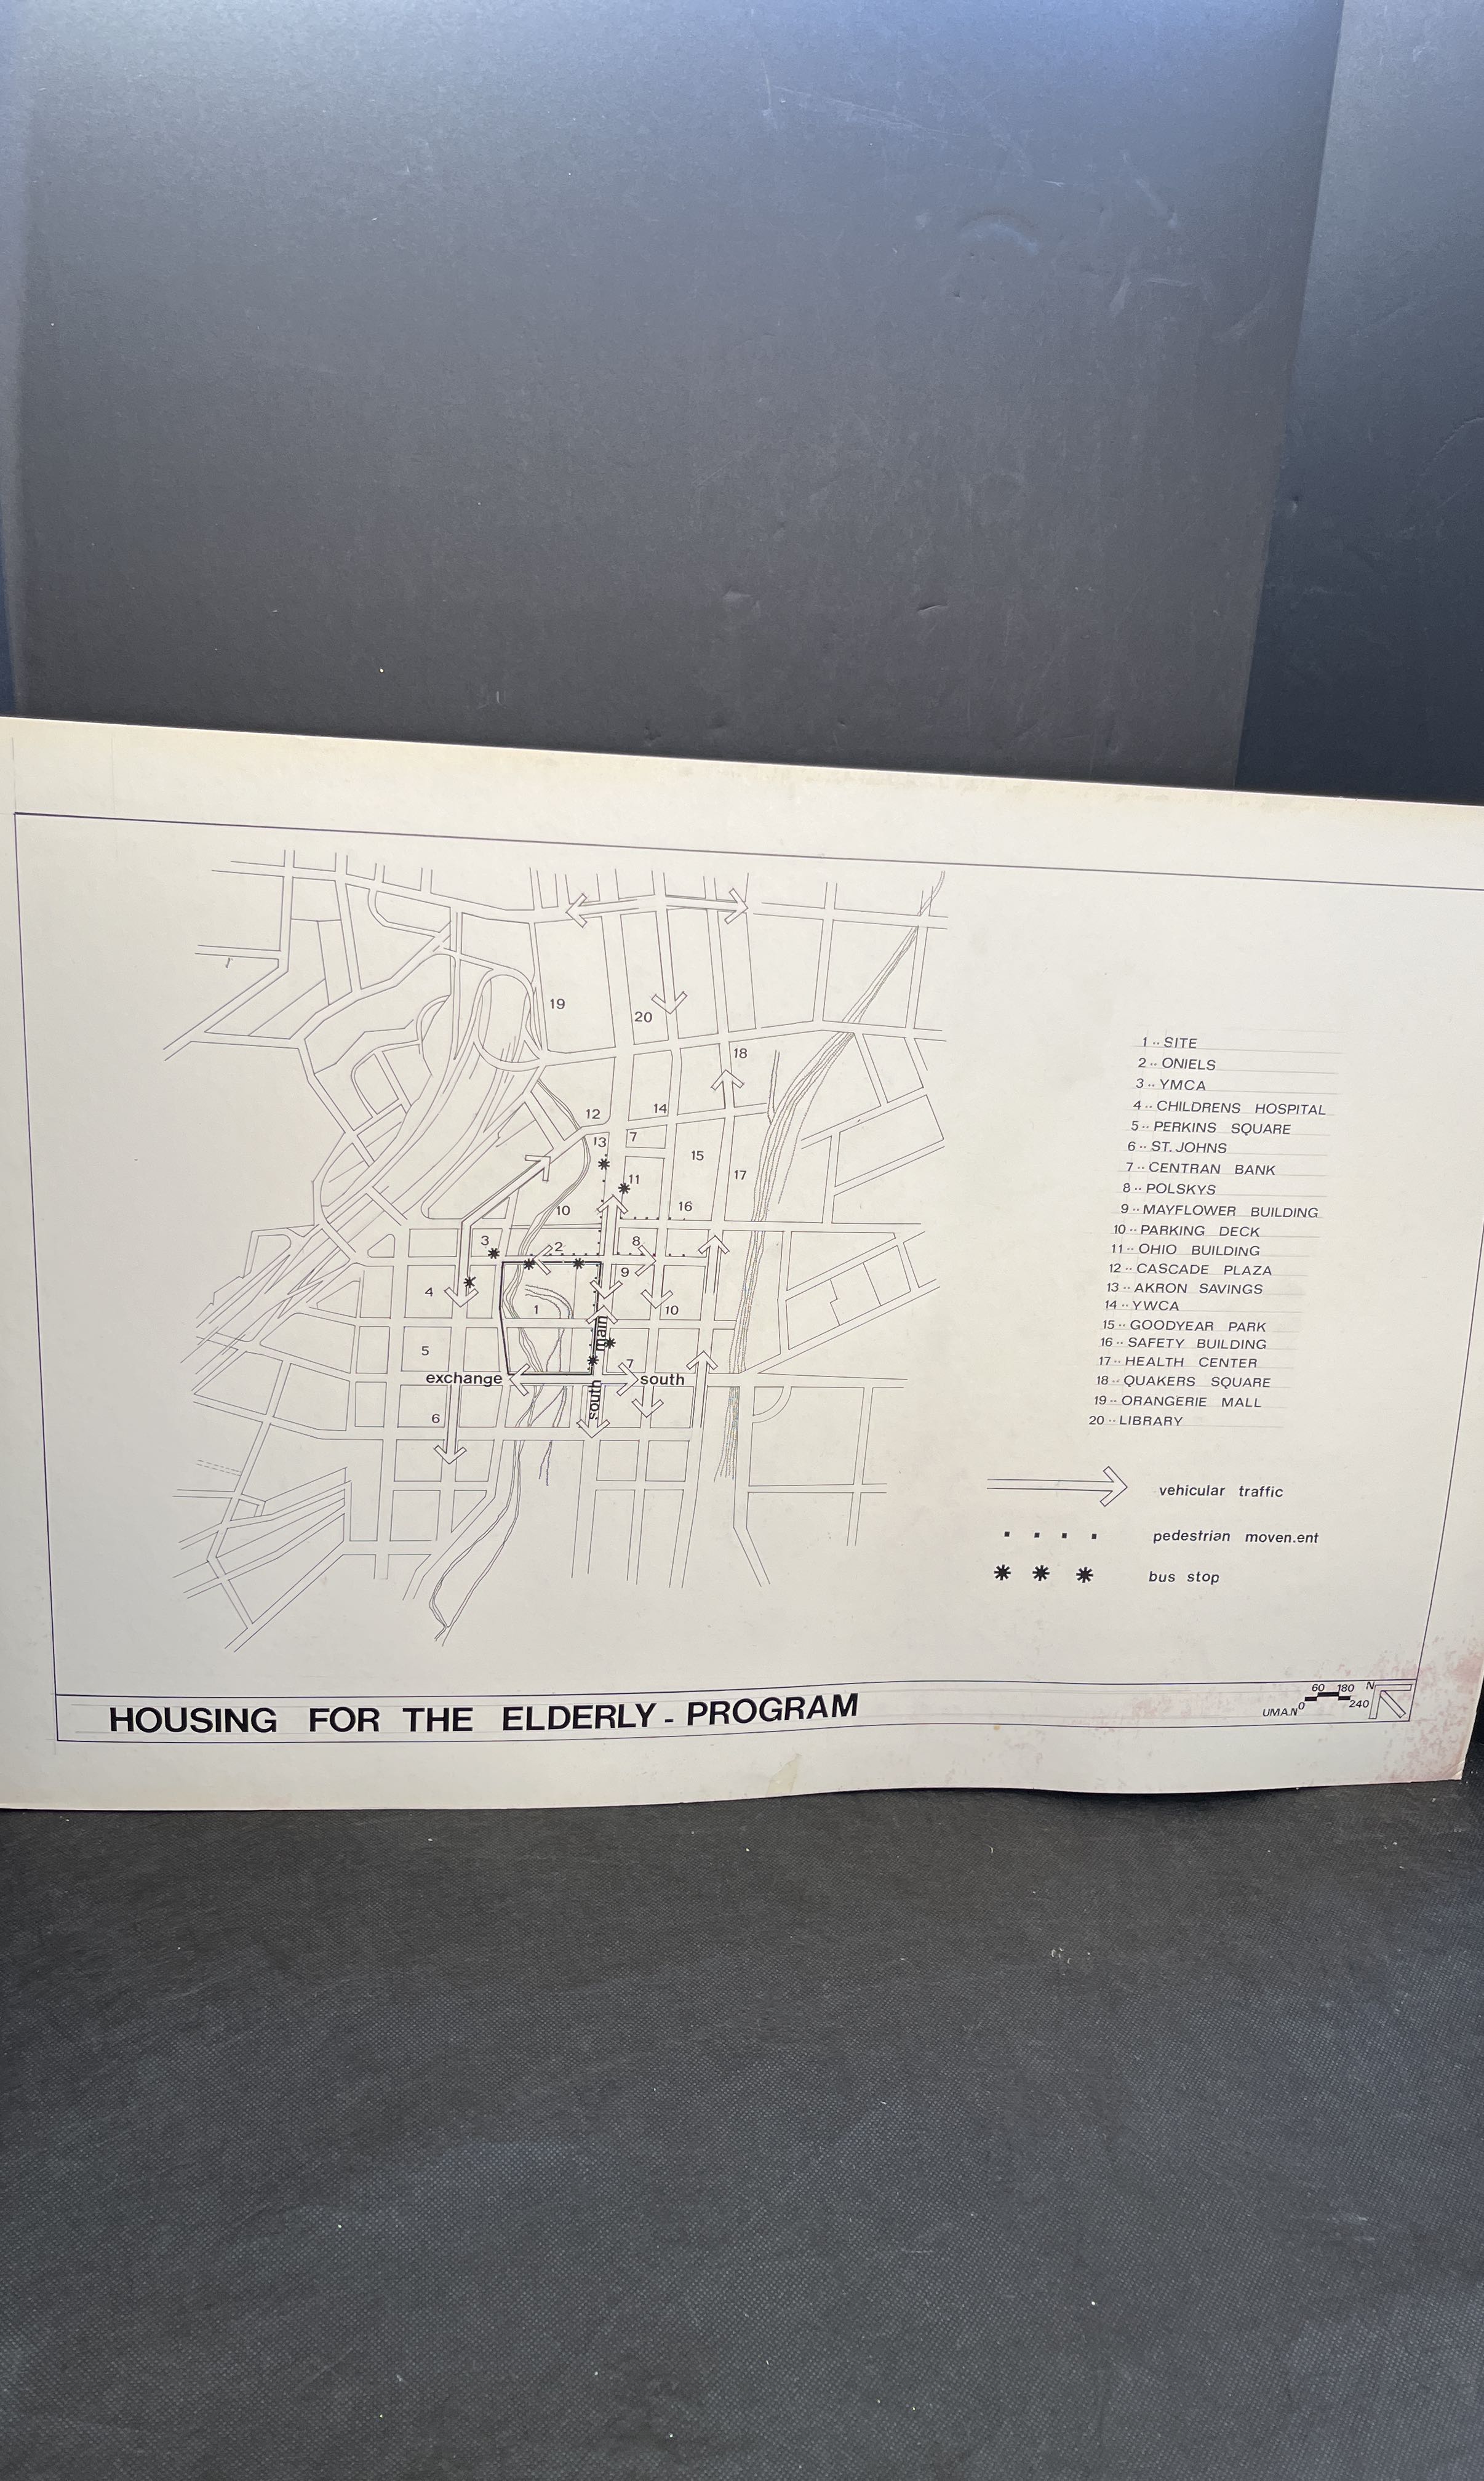 19
20
18
12
14
13
7
15
11
17
10
16
3
2
8
9
4
1
10
main
5
7
exchange
south
south
6
1 .. SITE
2 .. ONIELS
3 .. YMCA
4 .. CHILDRENS HOSPITAL
5 .. PERKINS SQUARE
6 .. ST. JOHNS
7 .. CENTRAN BANK
8 .. POLSKYS
9 .. MAYFLOWER BUILDING
10 .. PARKING DECK
11 .. OHIO BUILDING
12 .. CASCADE PLAZA
13 .. AKRON SAVINGS
14 .. YWCA
15 .. GOODYEAR PARK
16 .. SAFETY BUILDING
17 .. HEALTH CENTER
18 .. QUAKERS SQUARE
19 .. ORANGERIE MALL
20 .. LIBRARY
vehicular traffic
pedestrian moven.ent
bus stop
HOUSING FOR THE ELDERLY - PROGRAM
UMA.N
0 60 180 240
N